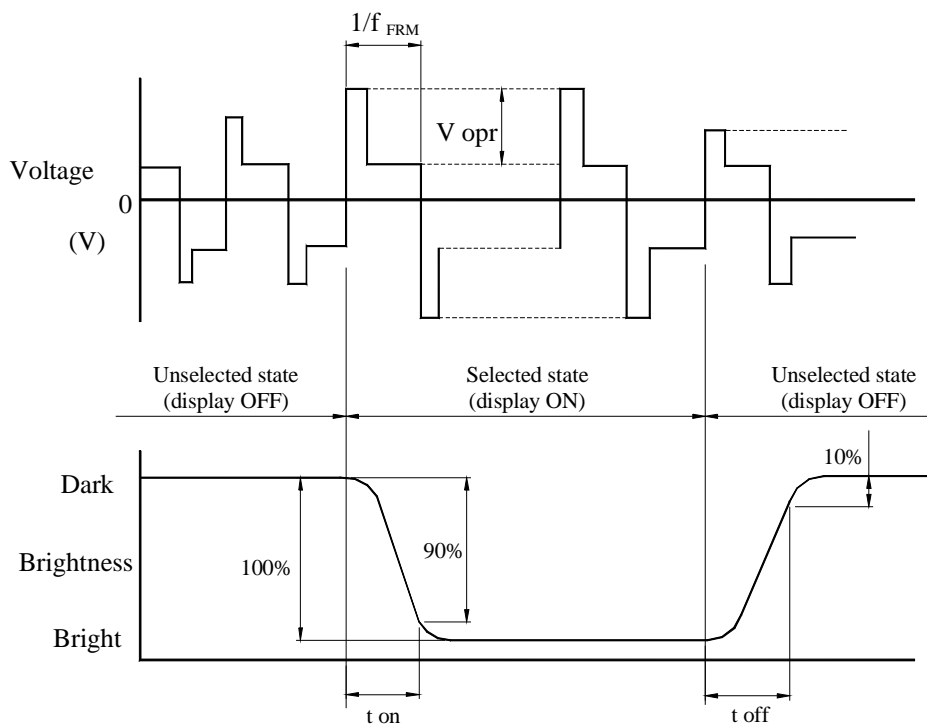 1/f FRM
V opr
Voltage
0
(V)
Unselected state
(display OFF)
Selected state
(display ON)
Unselected state
(display OFF)
10%
Dark
90%
Brightness
100%
Bright
t on
t off